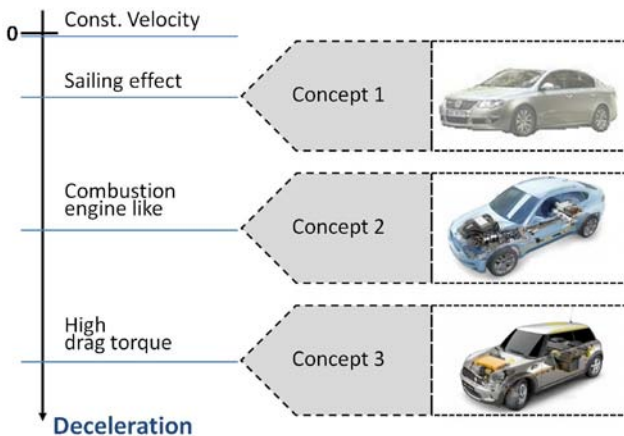 Const. Velocity
0
Sailing effect
Concept 1
Combustion
engine like
Concept 2
High
drag torque
Concept 3
Deceleration